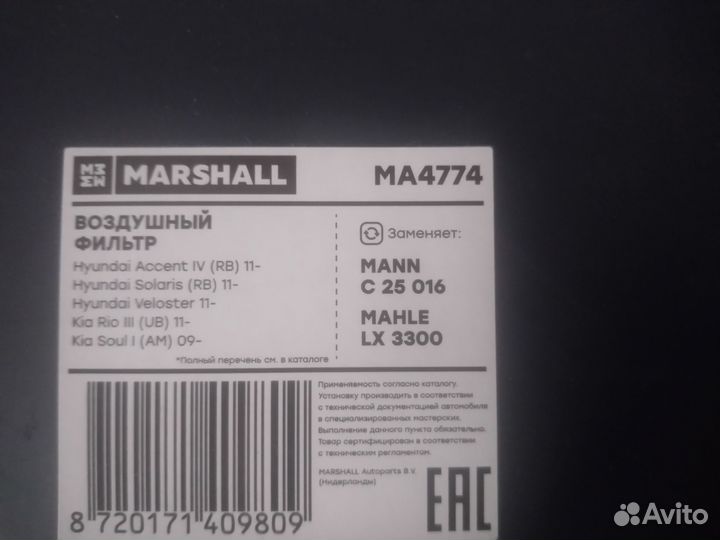 MARSHALL
MA4774
ВОЗДУШНЫЙ
ФИЛЬТР
Hyundai Accent IV (RB) 11-
Hyundai Solaris (RB) 11-
Hyundai Veloster 11-
Kia Rio III (UB) 11-
Kia Soul I (AM) 09-
*Полный перечень см. в каталоге
Заменяет:
MANN
C 25 016
MAHLE
LX 3300
Применяемость согласно каталогу.
Установку производить в соответствии
с технической документацией автомобиля
в специализированных мастерских.
Выполнение данного пункта обязательно.
Товар сертифицирован в соответствии
с техническим регламентом.
MARSHALL Autoparts B.V.
(Нидерланды)
8 720171 409809
EAC
Avito